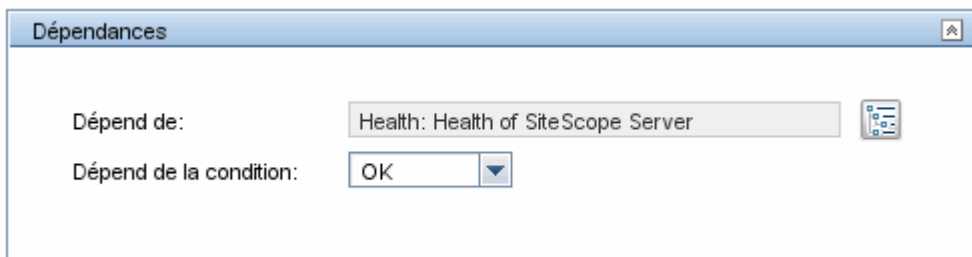 Dépendances
Dépend de: Health: Health of SiteScope Server
Dépend de la condition: OK